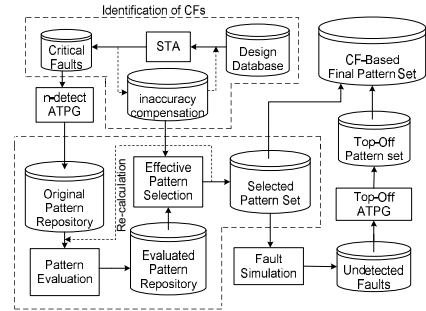 Identification of CFs
Critical
Faults
STA
Design
Database
CF-Based
Final Pattern Set
n-detect
ATPG
inaccuracy
compensation
Top-Off
Pattern set
Original
Pattern
Repository
Re-calculation
Effective
Pattern
Selection
Selected
Pattern Set
Top-Off
ATPG
Pattern
Evaluation
Evaluated
Pattern
Repository
Fault
Simulation
Undetected
Faults